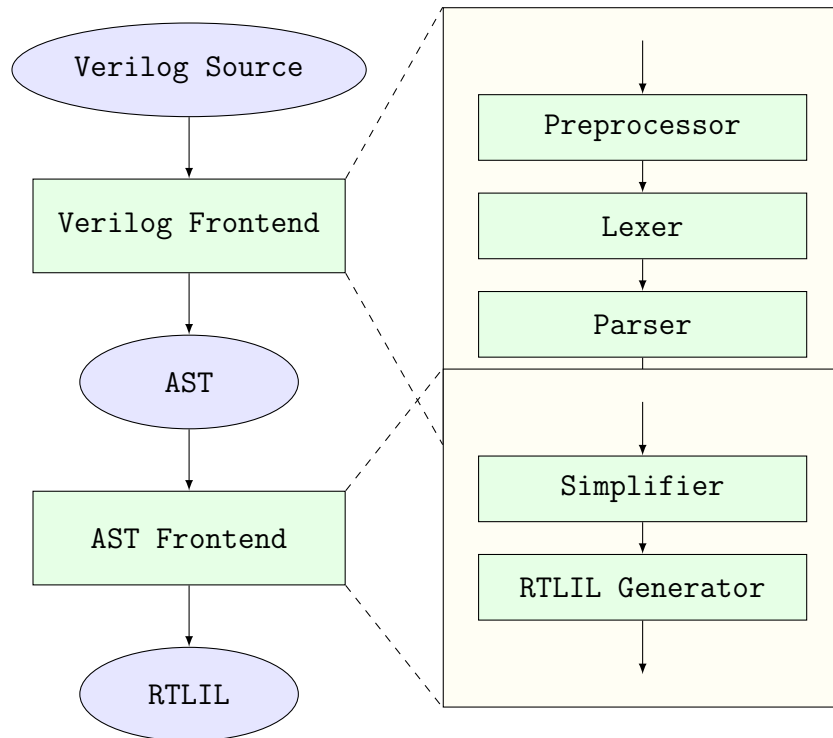 Verilog Source
Verilog Frontend
AST
AST Frontend
RTLIL
Preprocessor
Lexer
Parser
Simplifier
RTLIL Generator